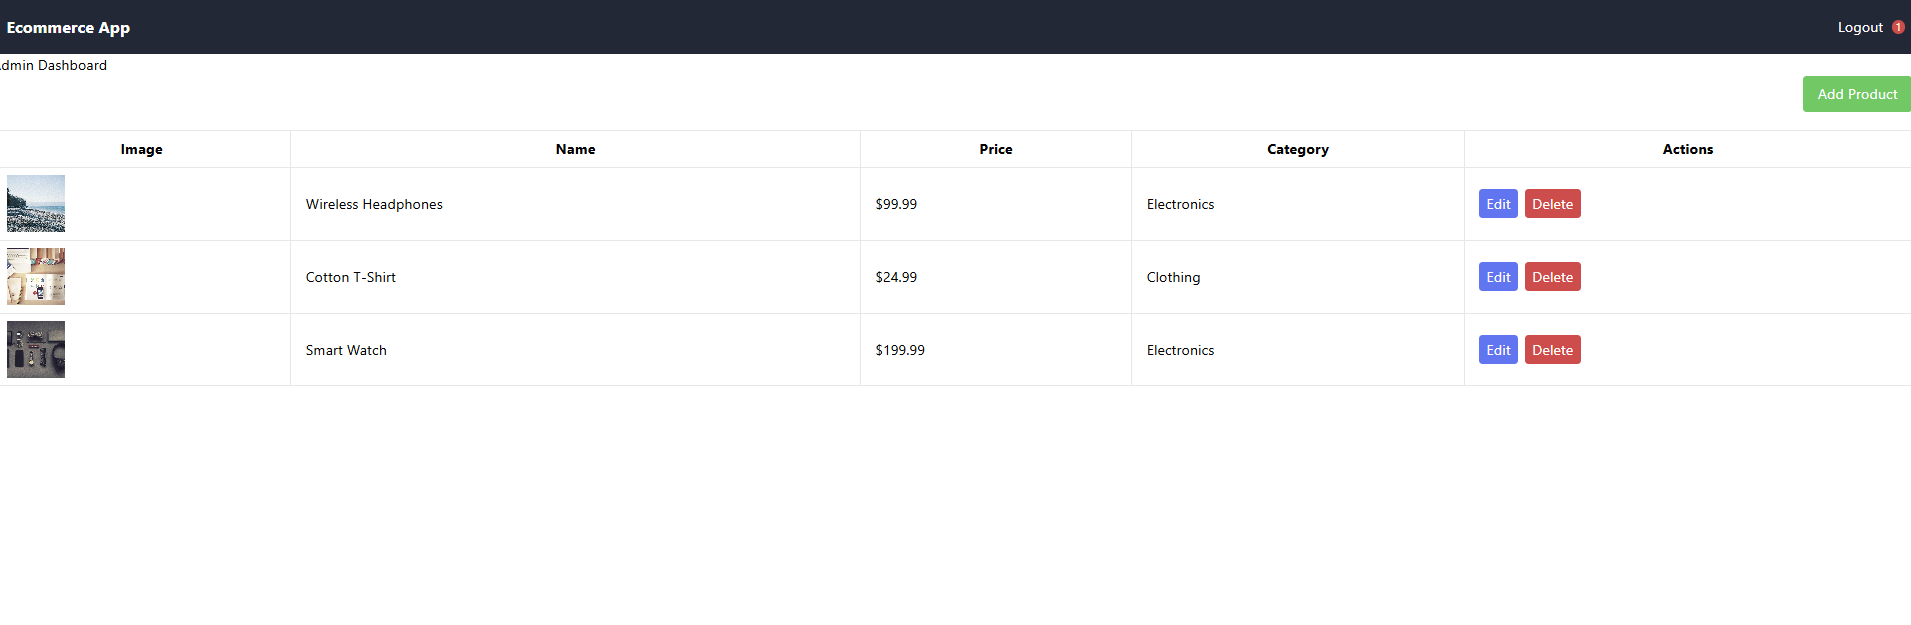 Ecommerce App
Logout 1
dmin Dashboard
Add Product
Image Name Price Category Actions
Wireless Headphones $99.99 Electronics Edit Delete
Cotton T-Shirt $24.99 Clothing Edit Delete
Smart Watch $199.99 Electronics Edit Delete